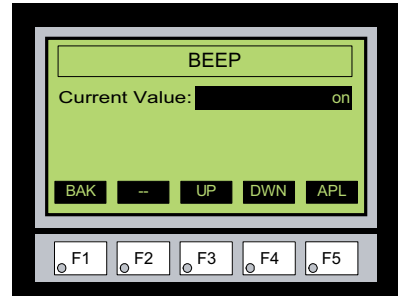 BEEP
Current Value: on
BAK -- UP DWN APL
F1 F2 F3 F4 F5